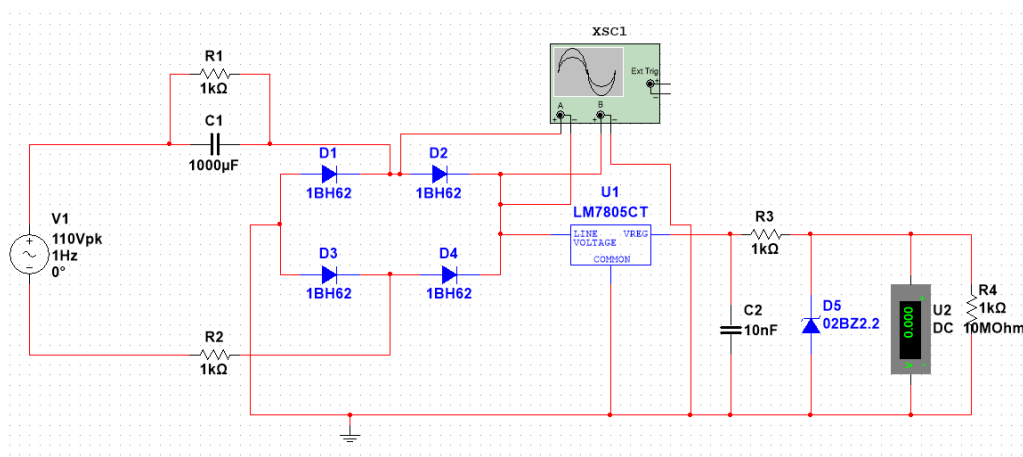 XSC1
Ext Trig
+
-
A
B
+ -
+ -
R1
1kΩ
C1
1000µF
D1
1BH62
D2
1BH62
V1
110Vpk
1Hz
0°
D3
1BH62
D4
1BH62
R2
1kΩ
U1
LM7805CT
LINE VREG
VOLTAGE
COMMON
R3
1kΩ
C2
10nF
D5
02BZ2.2
0.000
U2
DC 10MOhm
R4
1kΩ